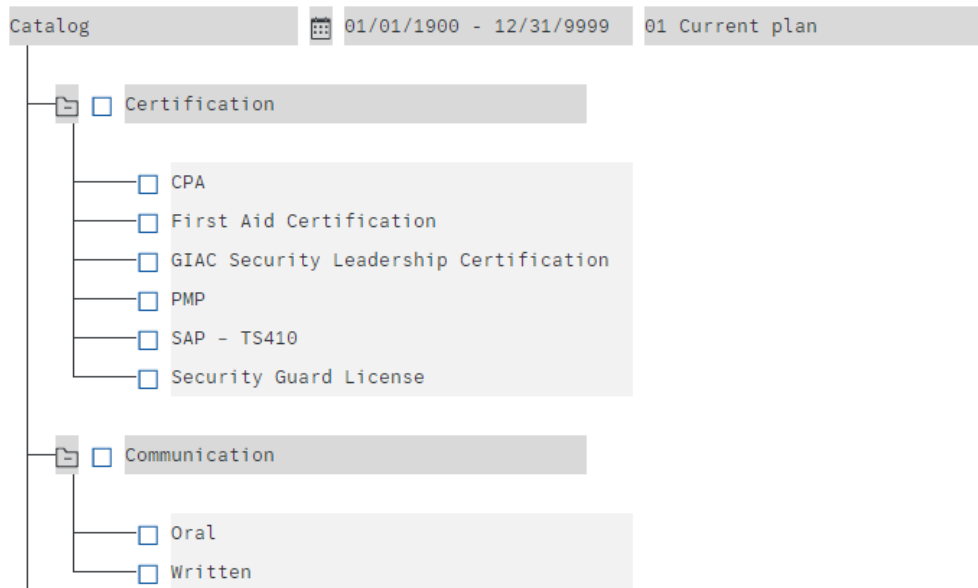 Catalog 01/01/1900 - 12/31/9999 01 Current plan
Certification
CPA
First Aid Certification
GIAC Security Leadership Certification
PMP
SAP – TS410
Security Guard License
Communication
Oral
Written